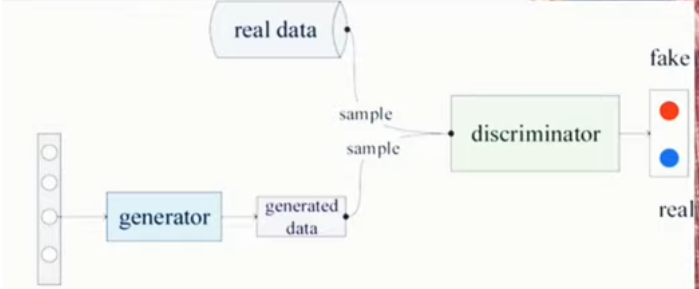 real data
fake
sample
discriminator
sample
generator
generated
data
real